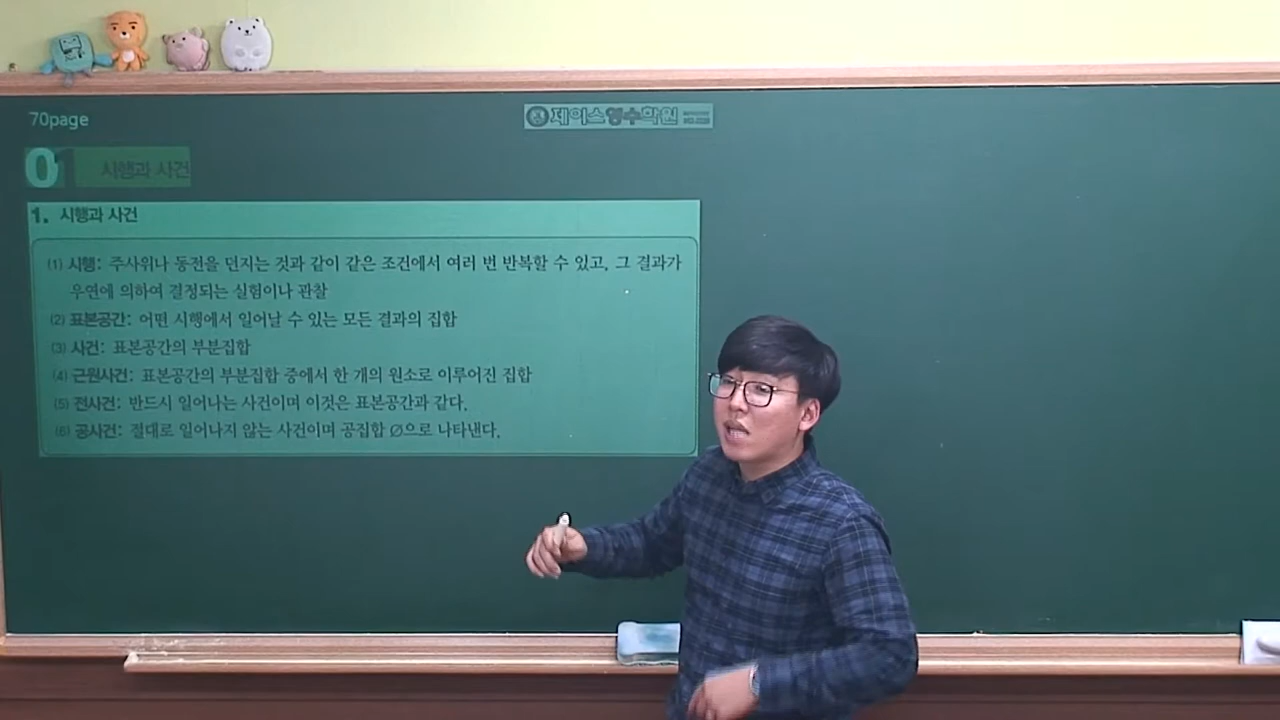 70page
제이스영수학원
01 시행과 사건
1. 시행과 사건
(1) 시행: 주사위나 동전을 던지는 것과 같이 같은 조건에서 여러 번 반복할 수 있고, 그 결과가
우연에 의하여 결정되는 실험이나 관찰
(2) 표본공간: 어떤 시행에서 일어날 수 있는 모든 결과의 집합
(3) 사건: 표본공간의 부분집합
(4) 근원사건: 표본공간의 부분집합 중에서 한 개의 원소로 이루어진 집합
(5) 전사건: 반드시 일어나는 사건이며 이것은 표본공간과 같다.
(6) 공사건: 절대로 일어나지 않는 사건이며 공집합 ∅으로 나타낸다.